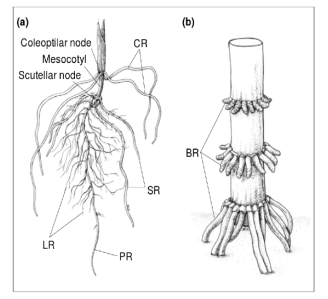 (a)
Coleoptilar node
Mesocotyl
Scutellar node
CR
SR
LR
PR
(b)
BR